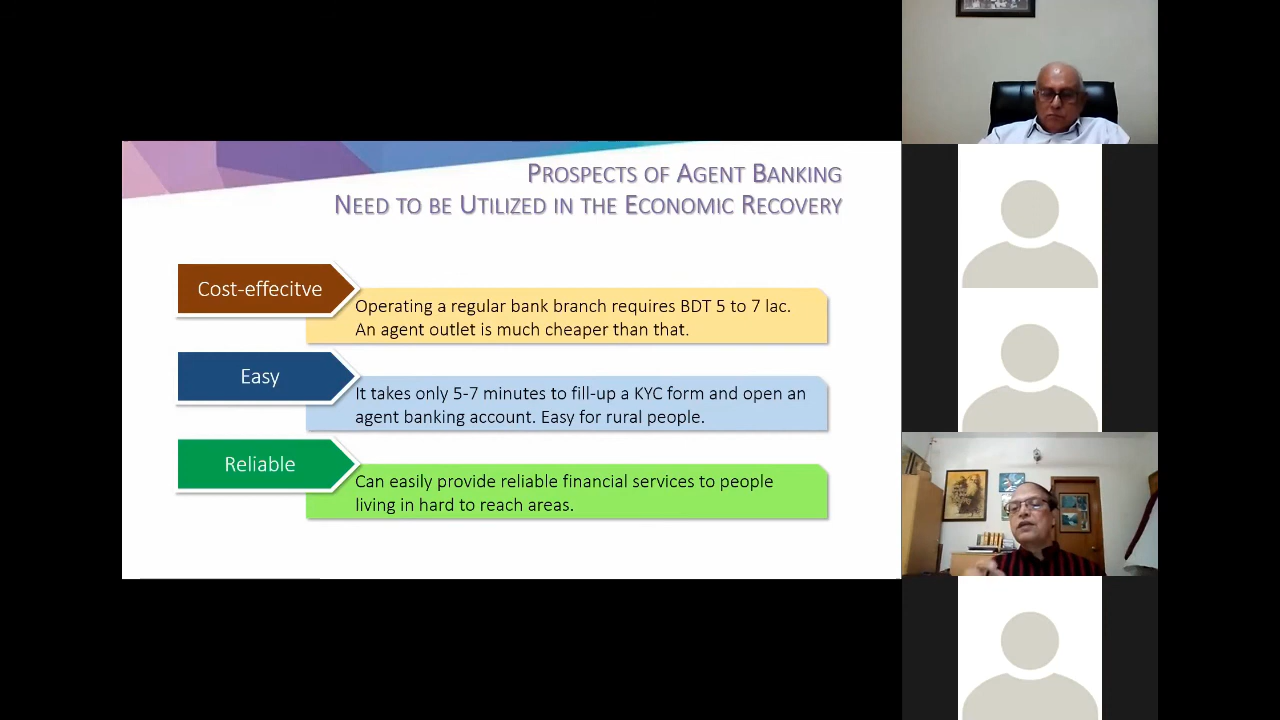 PROSPECTS OF AGENT BANKING
NEED TO BE UTILIZED IN THE ECONOMIC RECOVERY
Cost-effecitve
Operating a regular bank branch requires BDT 5 to 7 lac.
An agent outlet is much cheaper than that.
Easy
It takes only 5-7 minutes to fill-up a KYC form and open an
agent banking account. Easy for rural people.
Reliable
Can easily provide reliable financial services to people
living in hard to reach areas.